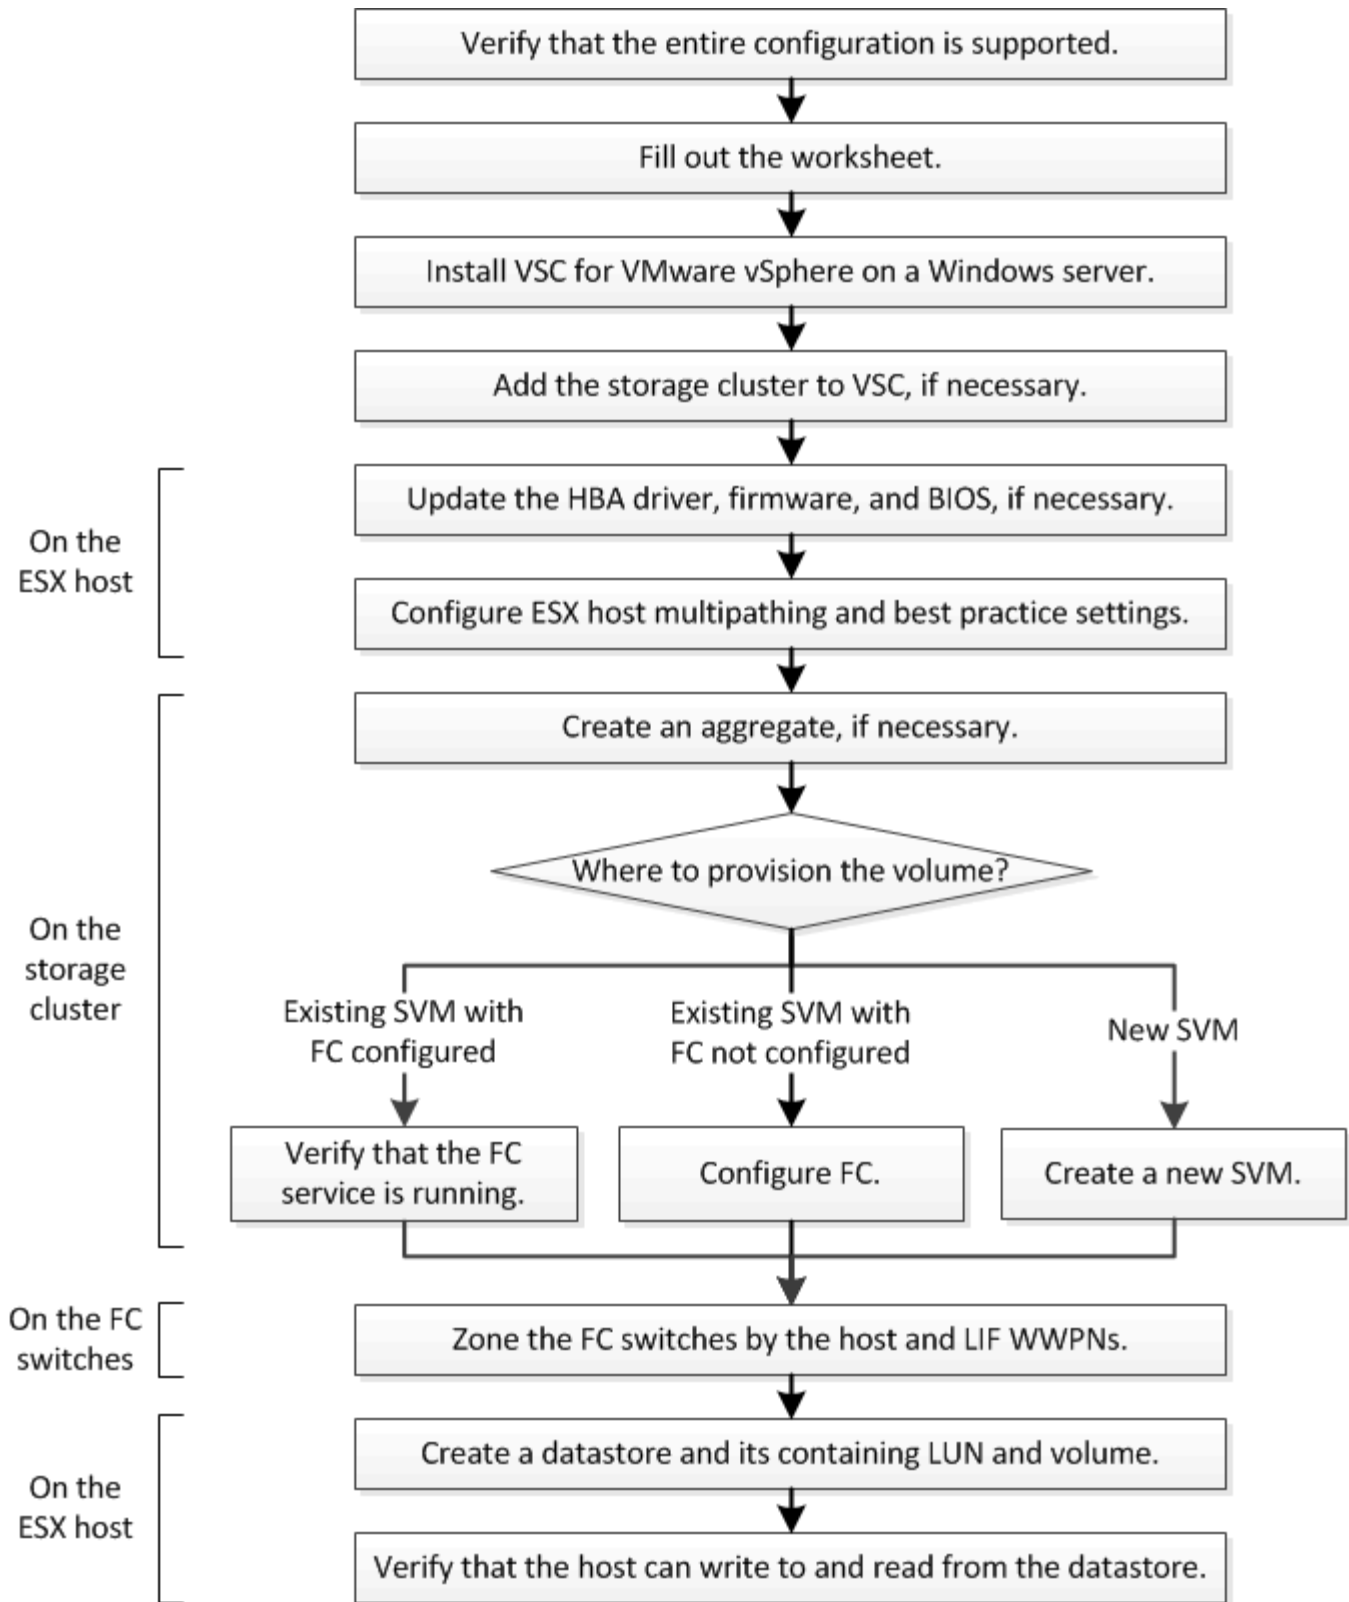 Verify that the entire configuration is supported.
Fill out the worksheet.
Install VSC for VMware vSphere on a Windows server.
Add the storage cluster to VSC, if necessary.
On the
ESX host
Update the HBA driver, firmware, and BIOS, if necessary.
Configure ESX host multipathing and best practice settings.
On the
storage
cluster
Create an aggregate, if necessary.
Where to provision the volume?
Existing SVM with
FC configured
Existing SVM with
FC not configured
New SVM
Verify that the FC
service is running.
Configure FC.
Create a new SVM.
On the FC
switches
Zone the FC switches by the host and LIF WWPNs.
On the
ESX host
Create a datastore and its containing LUN and volume.
Verify that the host can write to and read from the datastore.